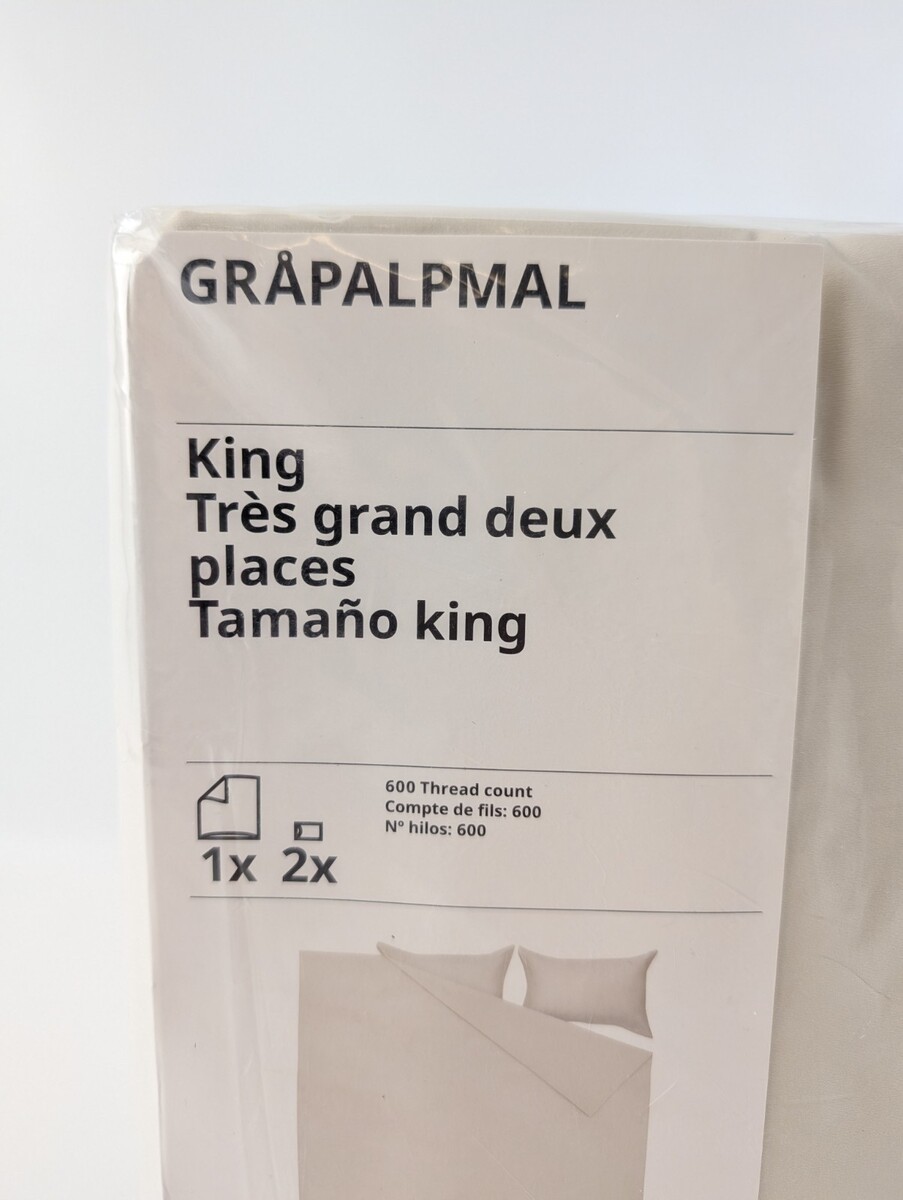 GRÅPALPMAL
King
Très grand deux
places
Tamaño king
600 Thread count
Compte de fils: 600
Nº hilos: 600
1x 2x